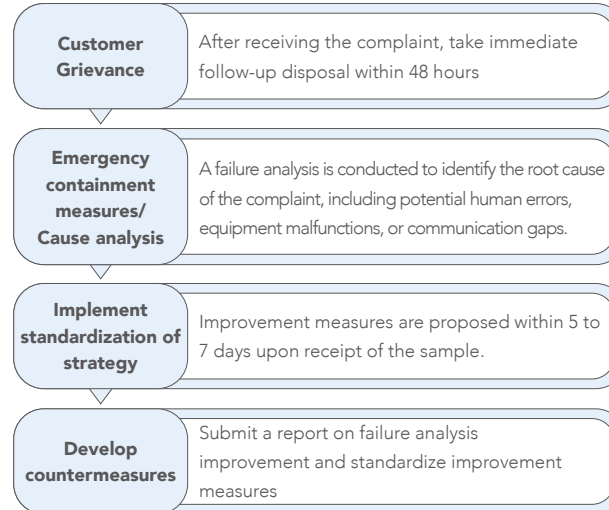 Customer
Grievance
After receiving the complaint, take immediate
follow-up disposal within 48 hours
Emergency
containment
measures/
Cause analysis
A failure analysis is conducted to identify the root cause
of the complaint, including potential human errors,
equipment malfunctions, or communication gaps.
Implement
standardization of
strategy
Improvement measures are proposed within 5 to
7 days upon receipt of the sample.
Develop
countermeasures
Submit a report on failure analysis
improvement and standardize improvement
measures